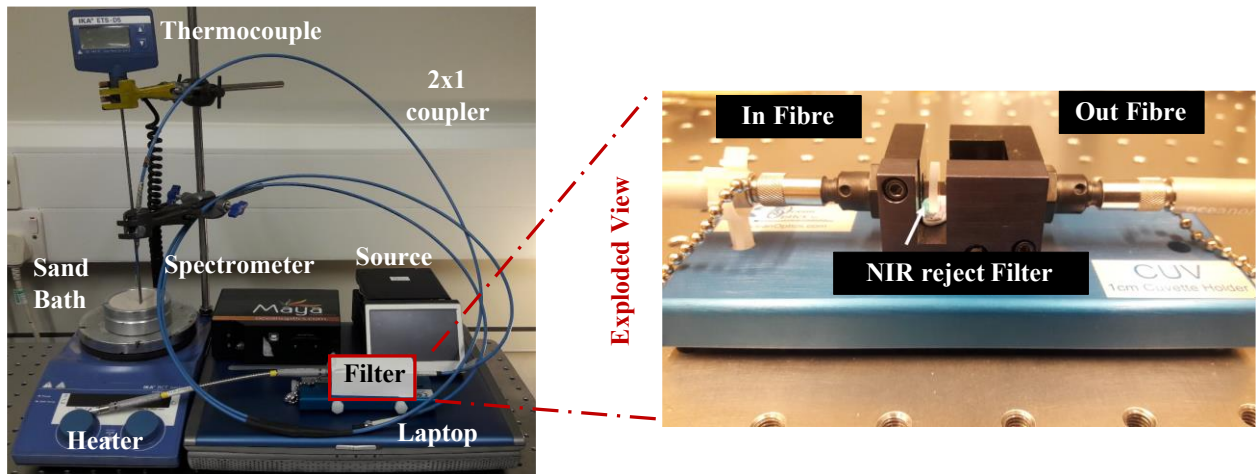 IKA® ETS-D5
Thermocouple
2x1
coupler
Sand
Bath
Spectrometer
Source
Maya
Filter
Heater
Laptop
Exploded View
In Fibre
Out Fibre
NIR reject Filter
CUV
1cm Cuvette Holder